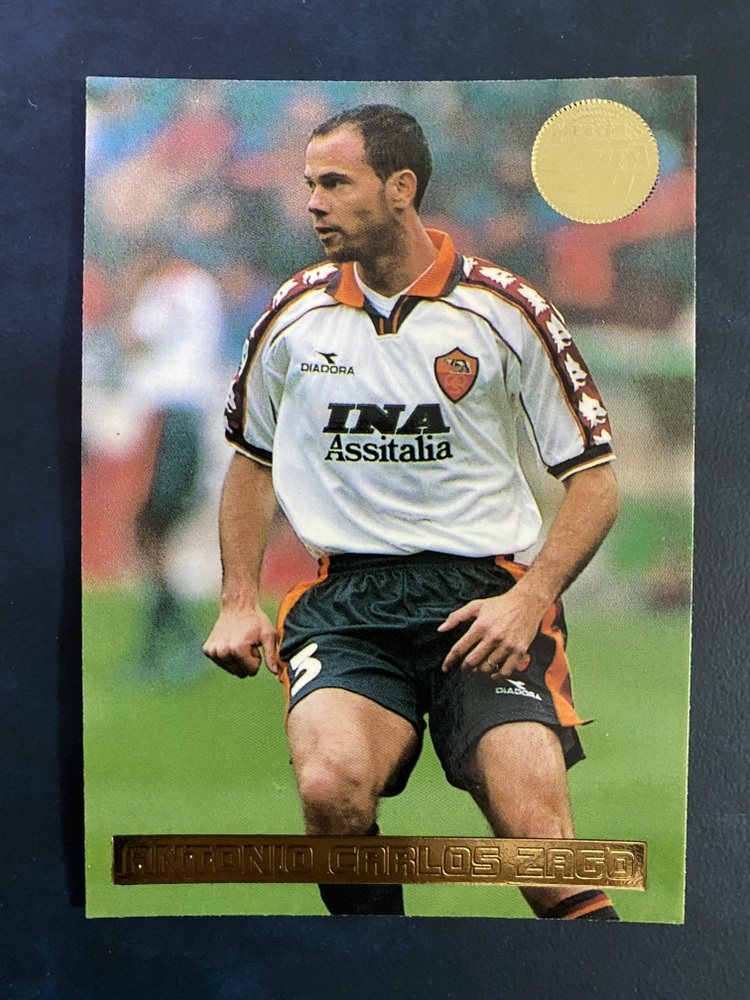 DIADORA
INA
Assitalia
3
DIADORA
ANTONIO CARLOS ZAGO